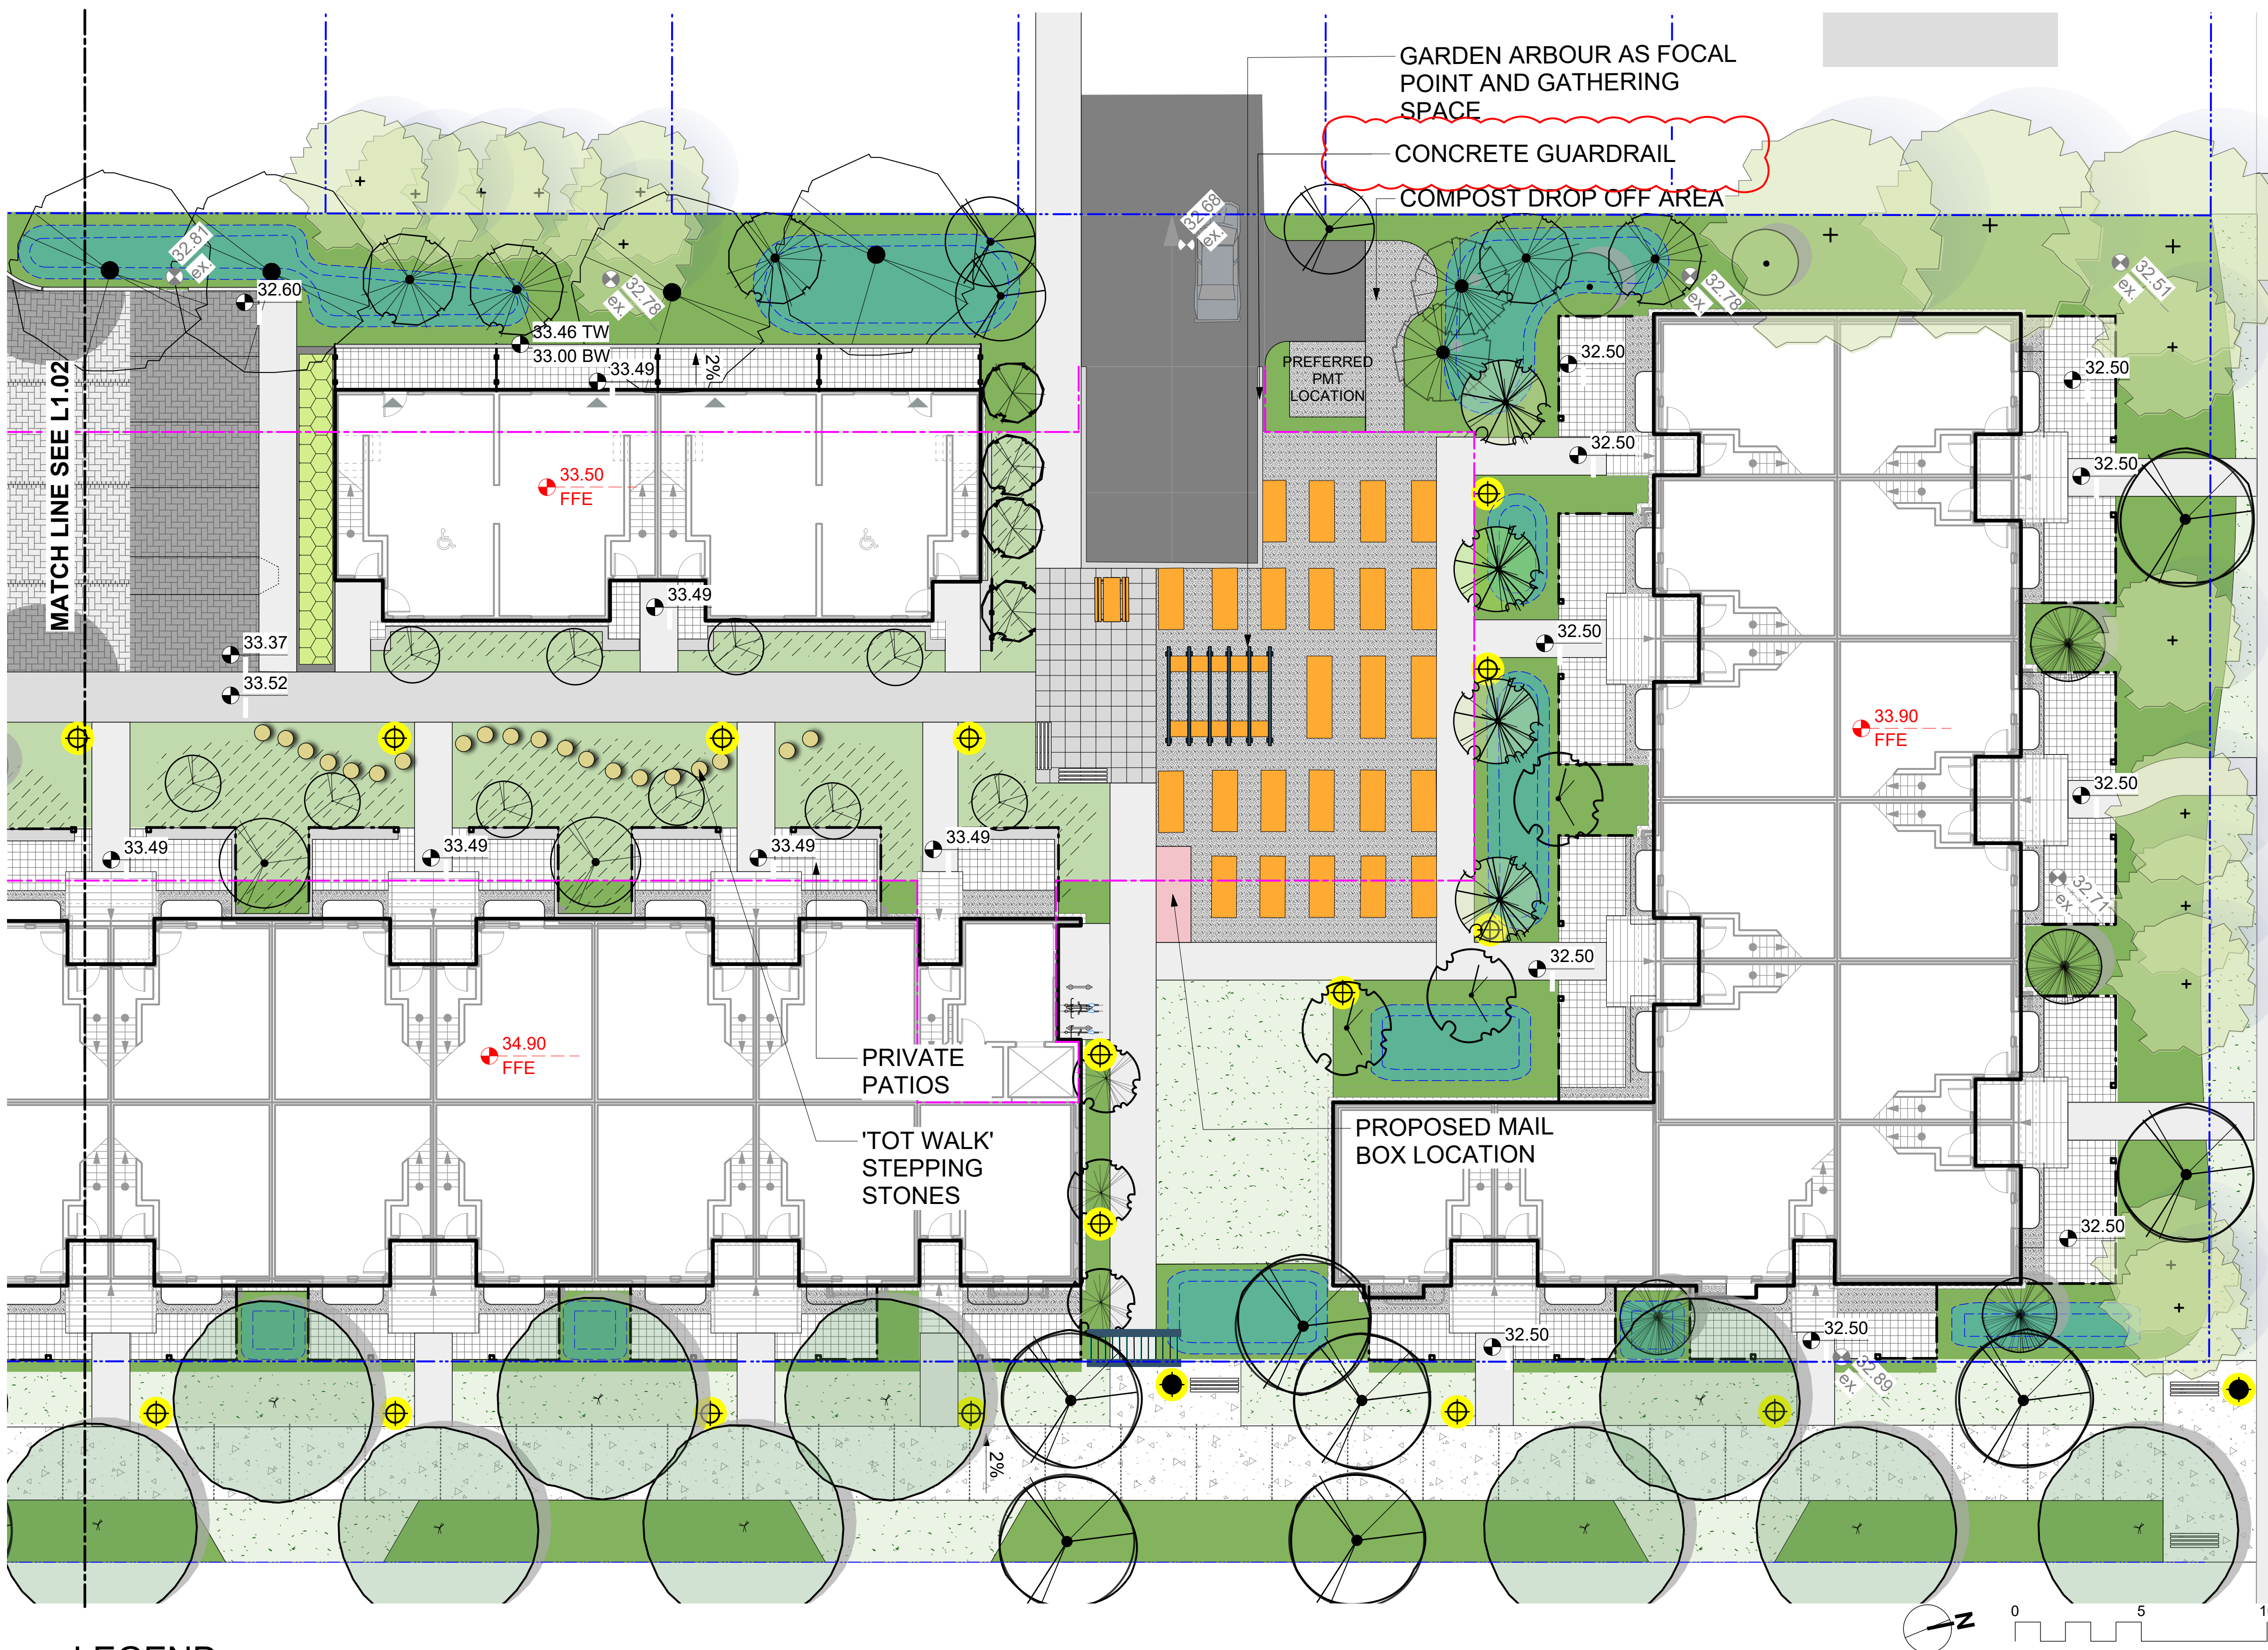 GARDEN ARBOUR AS FOCAL
POINT AND GATHERING
SPACE
CONCRETE GUARDRAIL
COMPOST DROP OFF AREA
32.68
ex.
32.81
ex.
32.60
32.78
ex.
33.46 TW
33.00 BW
33.49
2%
PREFERRED
PMT
LOCATION
32.78
ex.
32.51
ex.
32.50
32.50
32.50
32.50
MATCH LINE SEE L1.02
33.50
FFE
33.49
33.37
33.52
32.50
33.90
FFE
32.50
33.49
33.49
33.49
33.49
32.71
ex.
32.50
34.90
FFE
PRIVATE
PATIOS
'TOT WALK'
STEPPING
STONES
PROPOSED MAIL
BOX LOCATION
32.50
32.50
32.50
32.89
ex.
2%
N
0
5